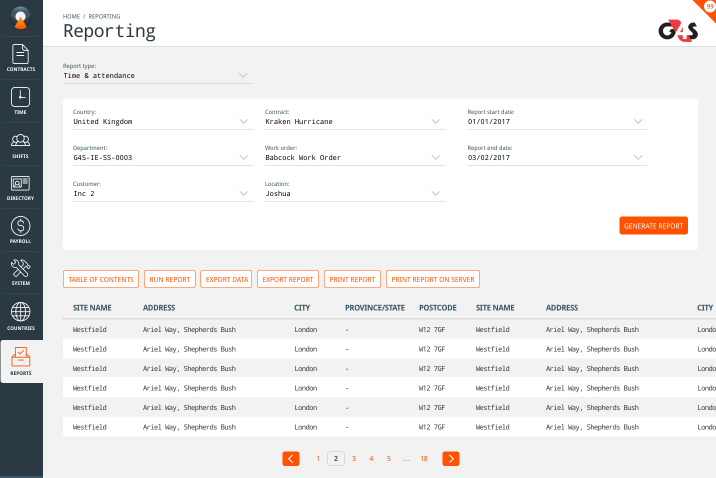 99
HOME / REPORTING
Reporting
G4S
CONTRACTS
TIME
SHIFTS
DIRECTORY
PAYROLL
SYSTEM
COUNTRIES
REPORTS
Report type:
Time & attendance
Country: Contract: Report start date:
United Kingdom Kraken Hurricane 01/01/2017
Department: Work order: Report end date:
G4S-IE-SS-0003 Babcock Work Order 03/02/2017
Customer: Location:
Inc 2 Joshua
GENERATE REPORT
TABLE OF CONTENTS RUN REPORT EXPORT DATA EXPORT REPORT PRINT REPORT PRINT REPORT ON SERVER
SITE NAME ADDRESS CITY PROVINCE/STATE POSTCODE SITE NAME ADDRESS CITY
Westfield Ariel Way, Shepherds Bush London - W12 7GF Westfield Ariel Way, Shepherds Bush Londo
Westfield Ariel Way, Shepherds Bush London - W12 7GF Westfield Ariel Way, Shepherds Bush Londo
Westfield Ariel Way, Shepherds Bush London - W12 7GF Westfield Ariel Way, Shepherds Bush Londo
Westfield Ariel Way, Shepherds Bush London - W12 7GF Westfield Ariel Way, Shepherds Bush Londo
Westfield Ariel Way, Shepherds Bush London - W12 7GF Westfield Ariel Way, Shepherds Bush Londo
Westfield Ariel Way, Shepherds Bush London - W12 7GF Westfield Ariel Way, Shepherds Bush Londo
1 2 3 4 5 ... 18